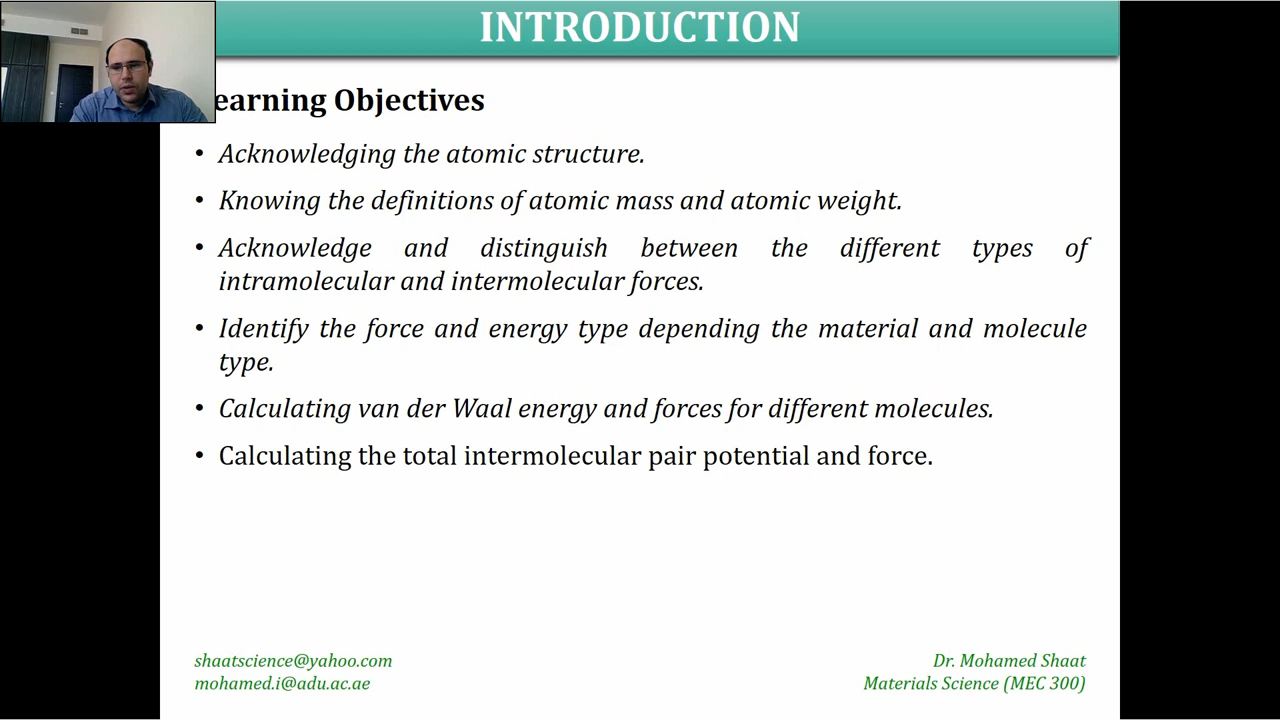 INTRODUCTION
earning Objectives
• Acknowledging the atomic structure.
• Knowing the definitions of atomic mass and atomic weight.
• Acknowledge and distinguish between the different types of
intramolecular and intermolecular forces.
• Identify the force and energy type depending the material and molecule
type.
• Calculating van der Waal energy and forces for different molecules.
• Calculating the total intermolecular pair potential and force.
shaatscience@yahoo.com
mohamed.i@adu.ac.ae
Dr. Mohamed Shaat
Materials Science (MEC 300)